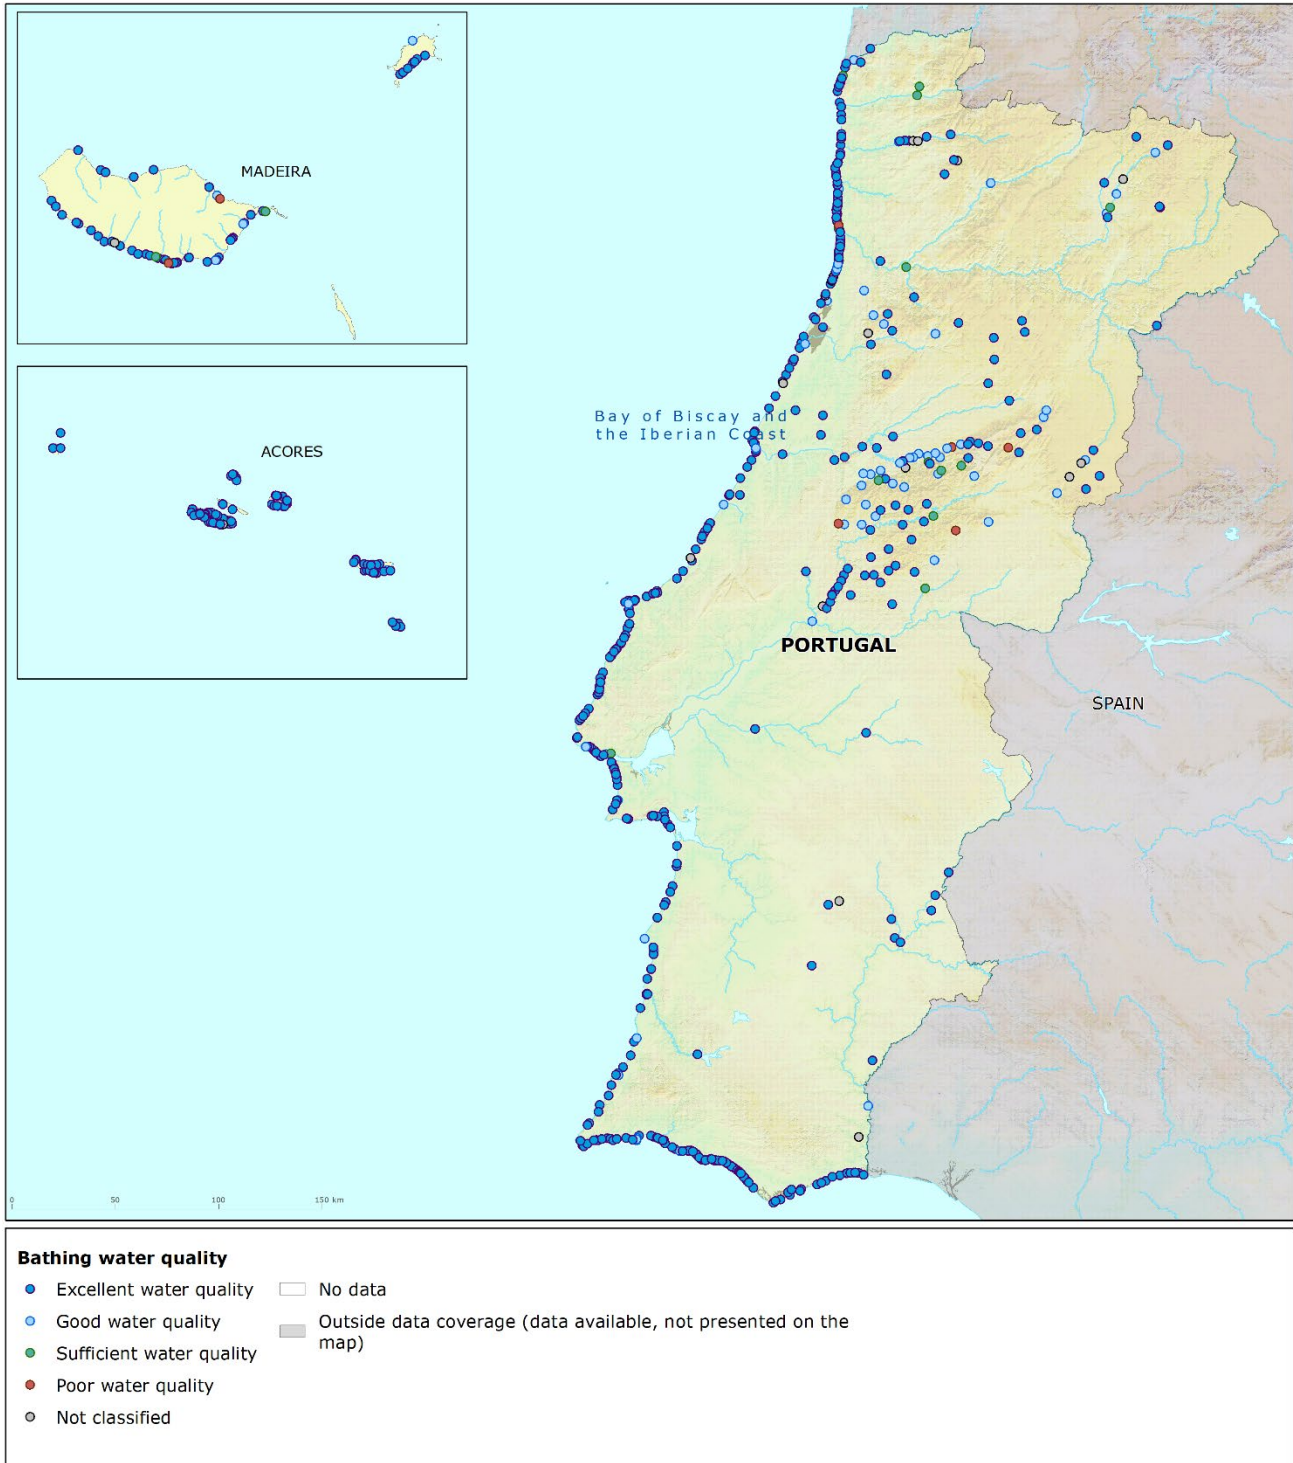 MADEIRA
ACORES
Bay of Biscay and
the Iberian Coast
PORTUGAL
SPAIN
0 50 100 150 km
Bathing water quality
Excellent water quality
Good water quality
Sufficient water quality
Poor water quality
Not classified
No data
Outside data coverage (data available, not presented on the
map)